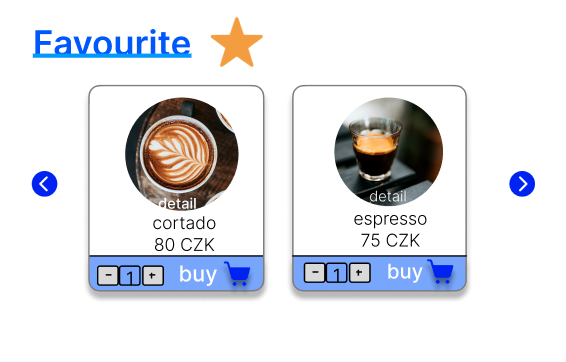 Favourite
detail
cortado
80 CZK
- 1 + buy
detail
espresso
75 CZK
- 1 + buy